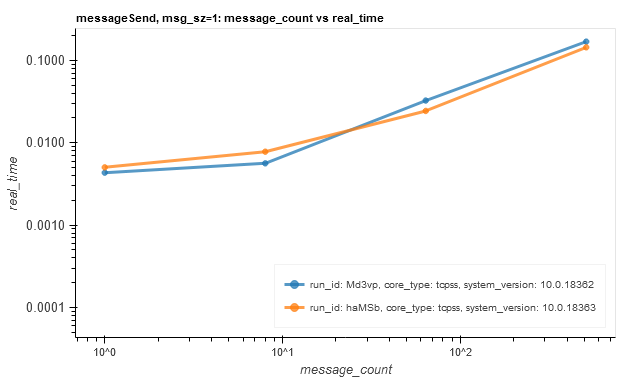 messageSend, msg_sz=1: message_count vs real_time
0.1000
0.0100
0.0010
0.0001
real_time
run_id: Md3vp, core_type: tcpss, system_version: 10.0.18362
run_id: haMSb, core_type: tcpss, system_version: 10.0.18363
10^0
10^1
10^2
message_count